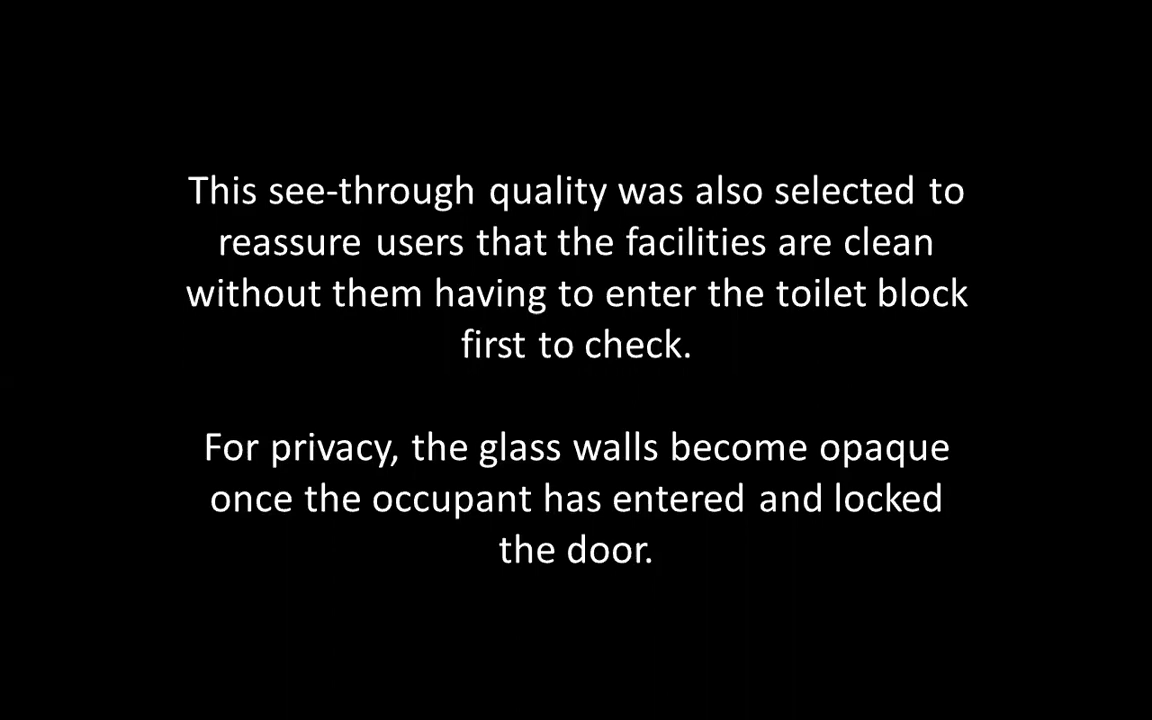 This see-through quality was also selected to
reassure users that the facilities are clean
without them having to enter the toilet block
first to check.
For privacy, the glass walls become opaque
once the occupant has entered and locked
the door.